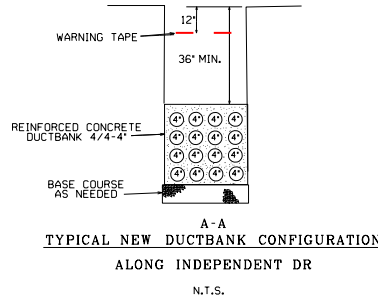 12"
WARNING TAPE
36" MIN.
REINFORCED CONCRETE
DUCTBANK 4/4-4"
4" 4" 4" 4"
4" 4" 4" 4"
4" 4" 4" 4"
4" 4" 4" 4"
BASE COURSE
AS NEEDED
A-A
TYPICAL NEW DUCTBANK CONFIGURATION
ALONG INDEPENDENT DR
N.T.S.